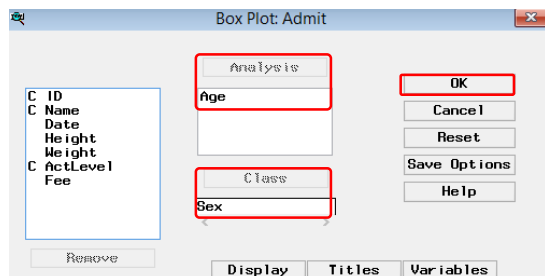 Box Plot: Admit
Analysis
Age
C ID
C Name
Date
Height
Weight
C ActLevel
Fee
Class
Sex
OK
Cancel
Reset
Save Options
Help
Remove
Display
Titles
Variables